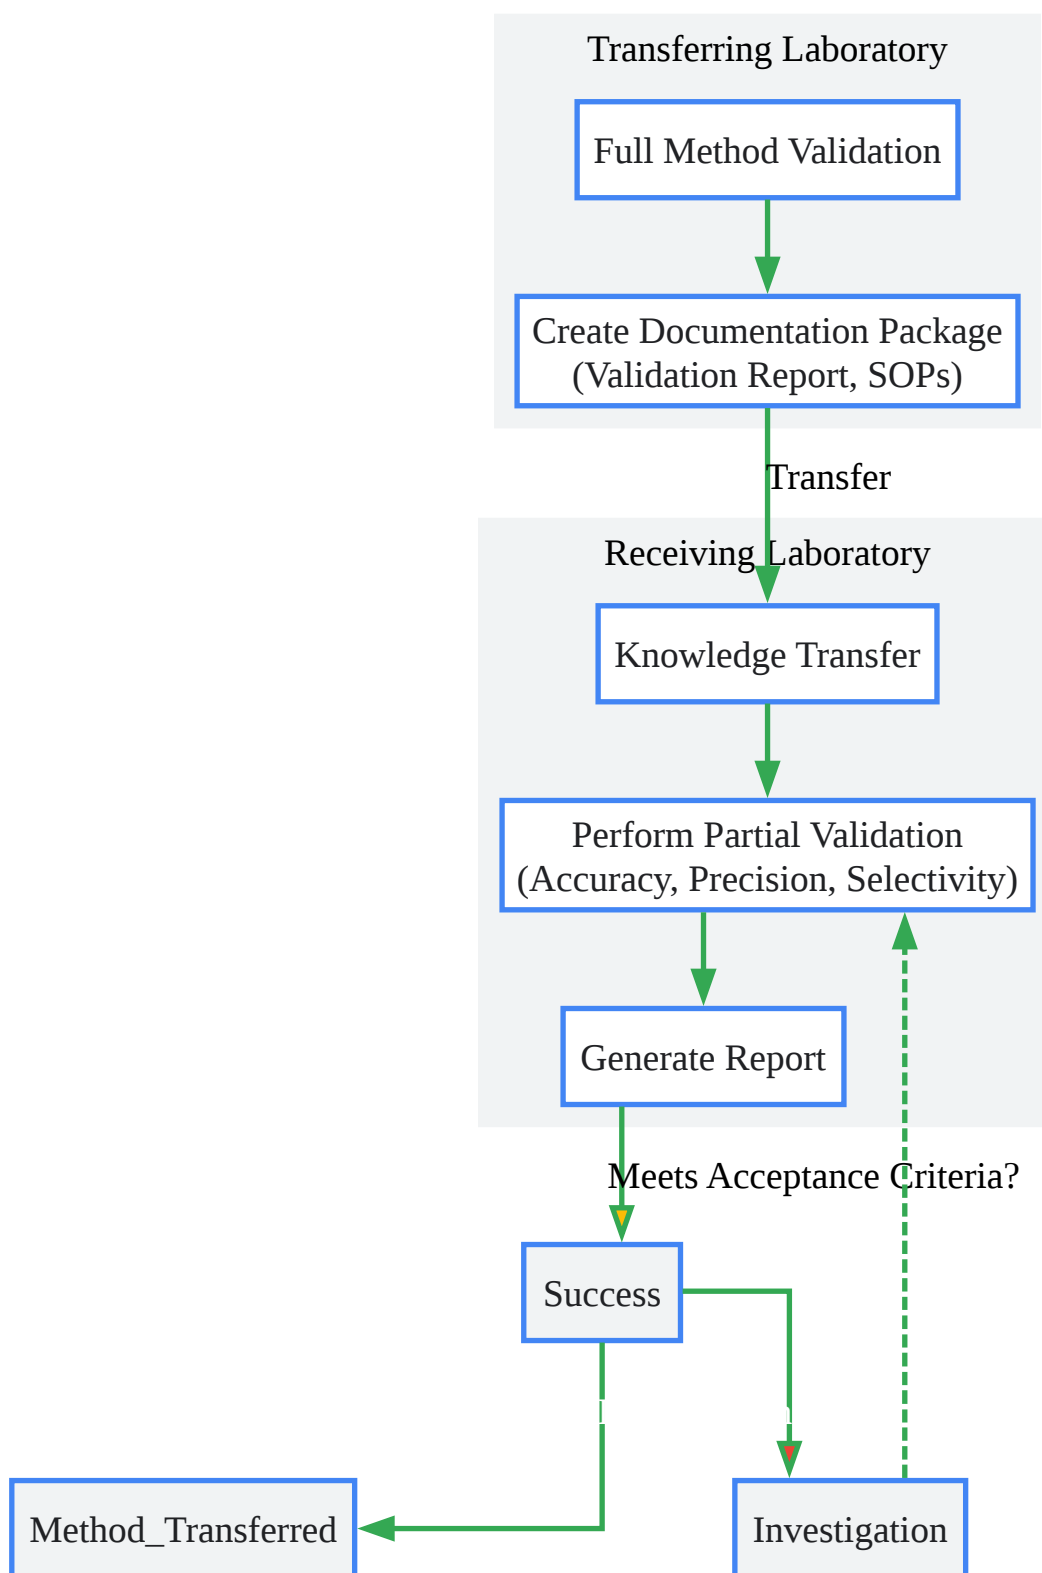 Transferring Laboratory
Full Method Validation
Create Documentation Package
(Validation Report, SOPs)
Transfer
Receiving Laboratory
Knowledge Transfer
Perform Partial Validation
(Accuracy, Precision, Selectivity)
Generate Report
Meets Acceptance Criteria?
Success
Method_Transferred
Investigation